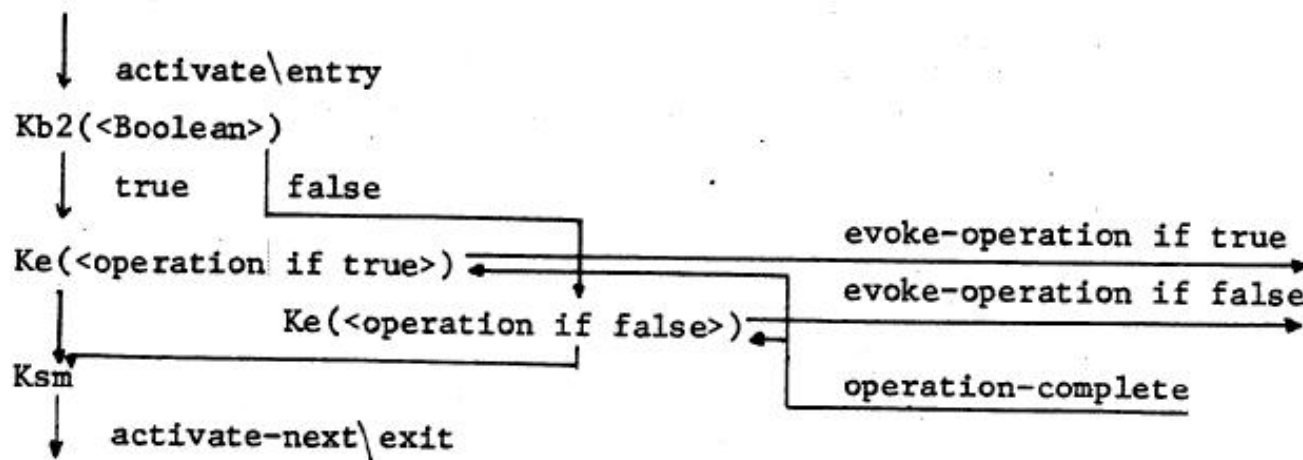 activate\entry
Kb2(<Boolean>)
true false
evoke-operation if true
Ke(<operation if true>)
evoke-operation if false
Ke(<operation if false>)
Ksm
operation-complete
activate-next\exit